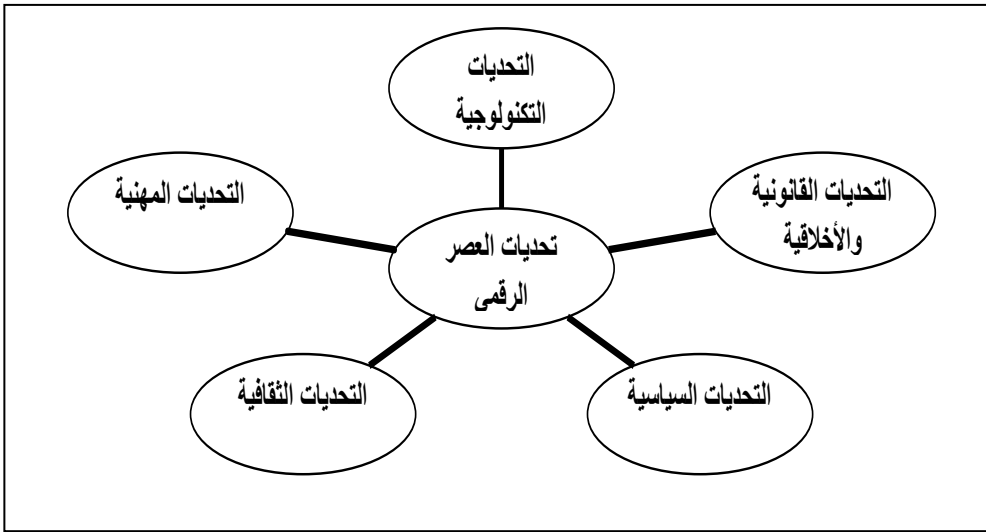 التحديات
التكنولوجية
التحديات القانونية
والأخلاقية
التحديات المهنية
تحديات العصر
الرقمى
التحديات السياسية
التحديات الثقافية